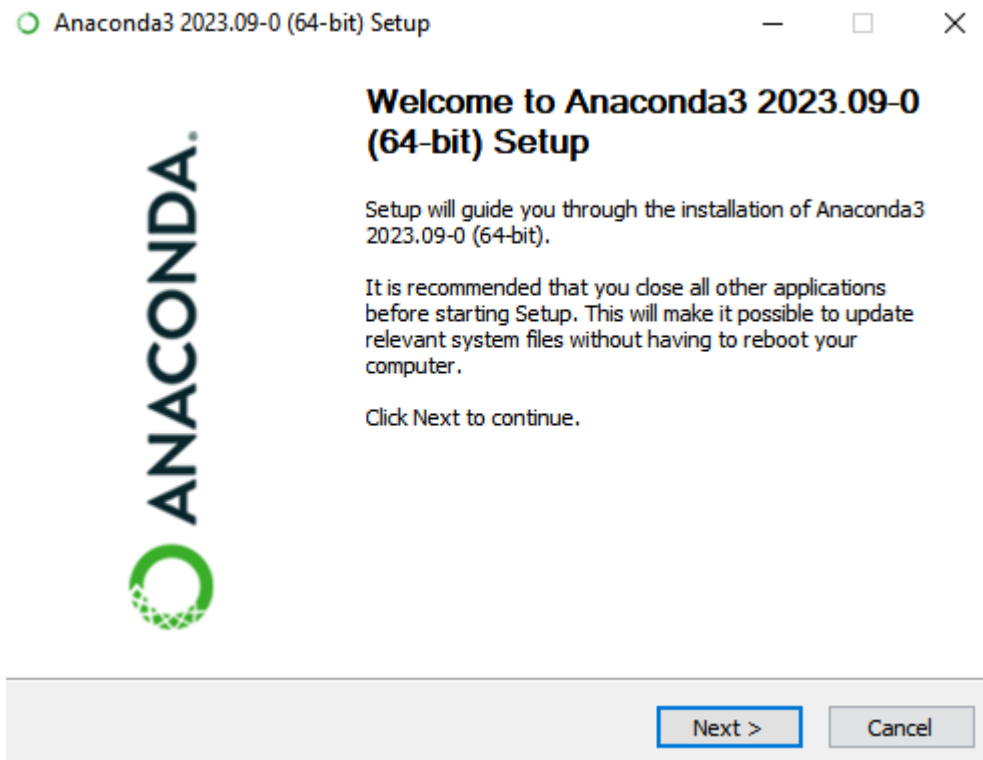 Anaconda3 2023.09-0 (64-bit) Setup
Welcome to Anaconda3 2023.09-0
(64-bit) Setup
ANACONDA.
Setup will guide you through the installation of Anaconda3
2023.09-0 (64-bit).
It is recommended that you close all other applications
before starting Setup. This will make it possible to update
relevant system files without having to reboot your
computer.
Click Next to continue.
Next >
Cancel